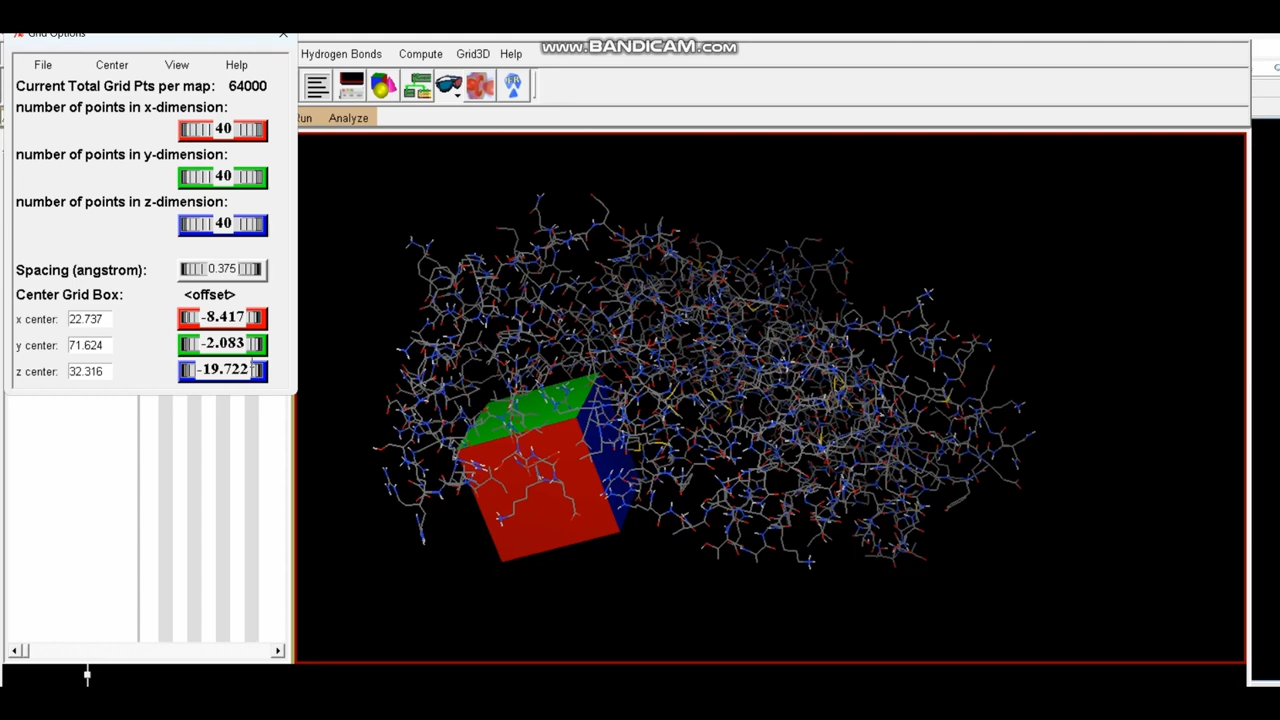 Grid Options
www.BANDICAM.com
Hydrogen Bonds Compute Grid3D Help
File Center View Help
Current Total Grid Pts per map: 64000
number of points in x-dimension:
40
number of points in y-dimension:
40
number of points in z-dimension:
40
Spacing (angstrom): 0.375
Center Grid Box: <offset>
x center: 22.737 -8.417
y center: 71.624 -2.083
z center: 32.316 -19.722
Run Analyze